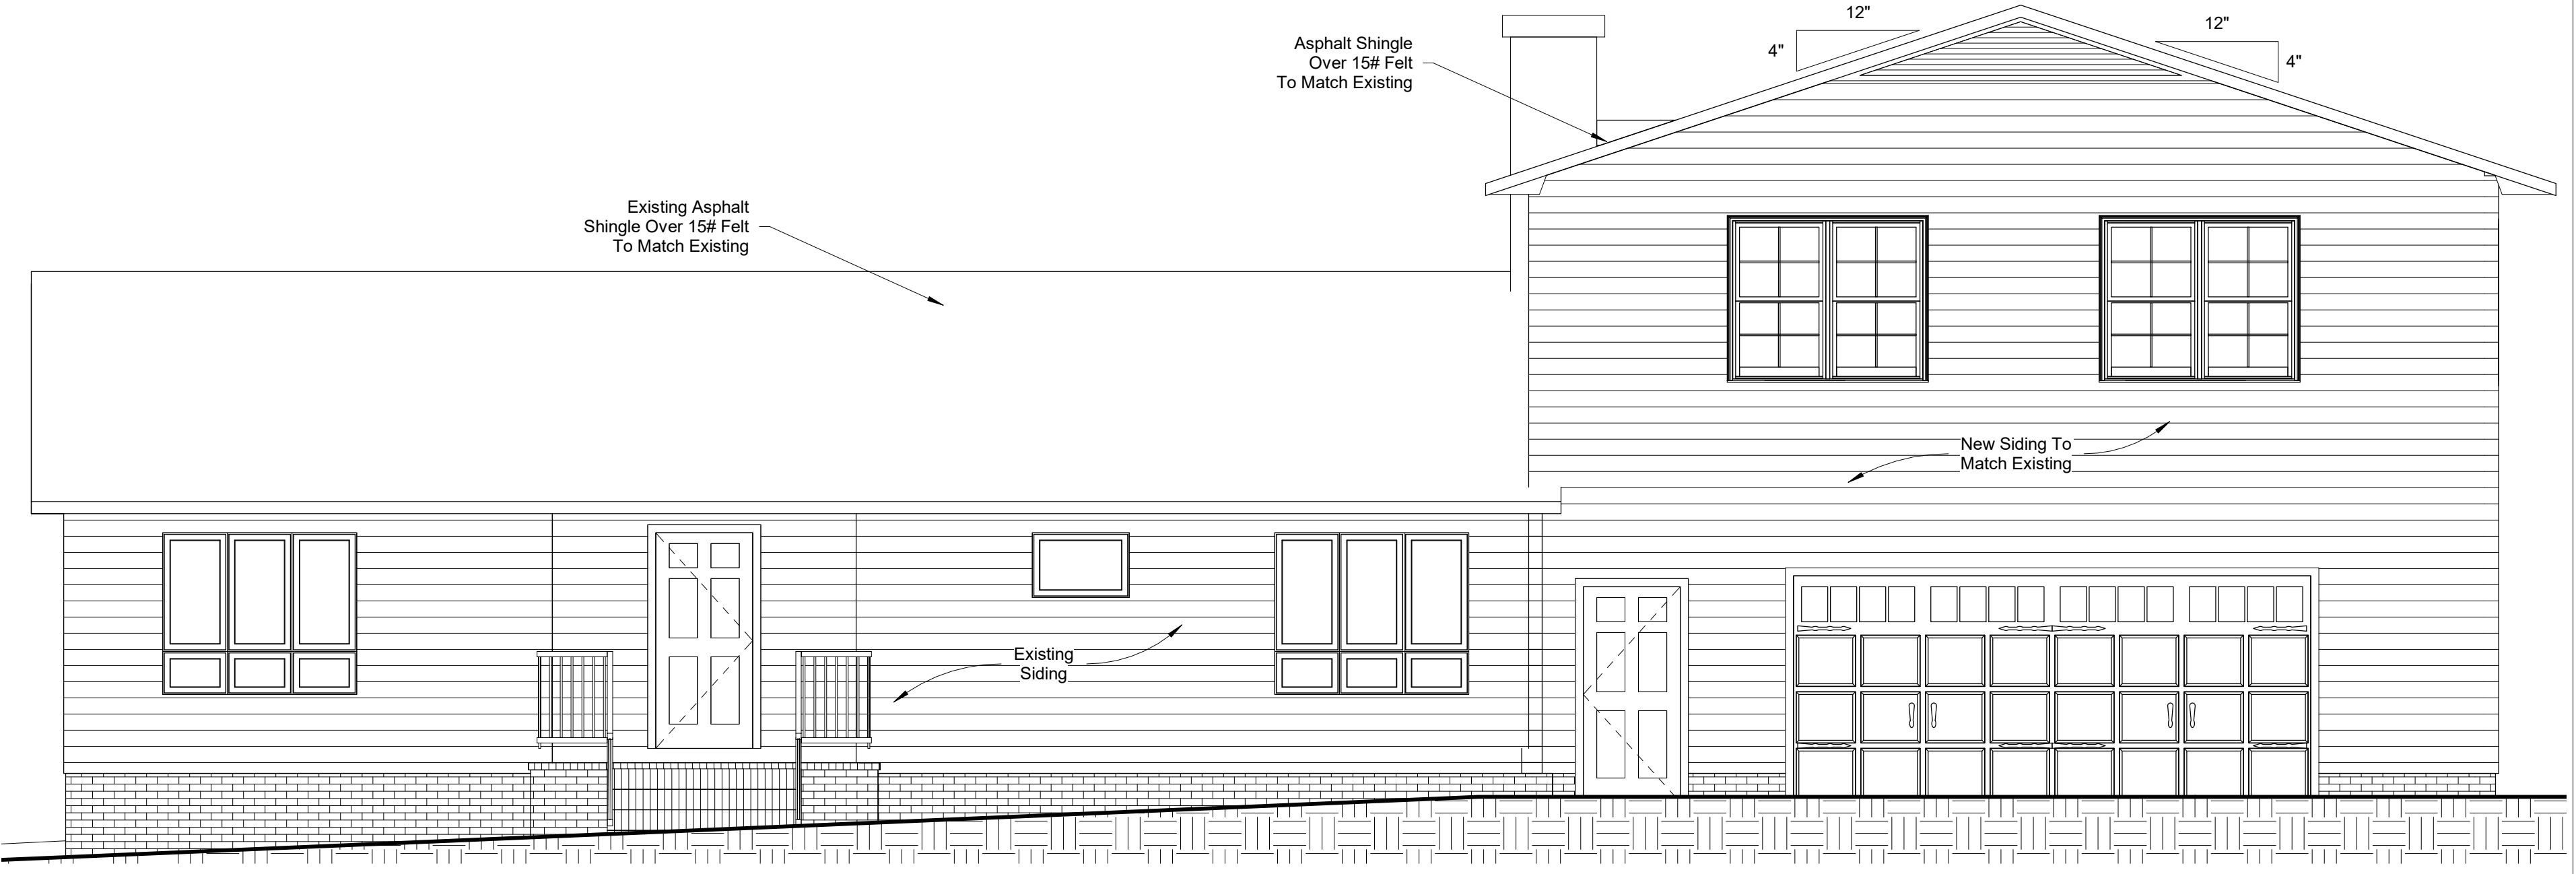 12"
4"
12"
4"
Asphalt Shingle
Over 15# Felt
To Match Existing
Existing Asphalt
Shingle Over 15# Felt
To Match Existing
New Siding To
Match Existing
Existing
Siding